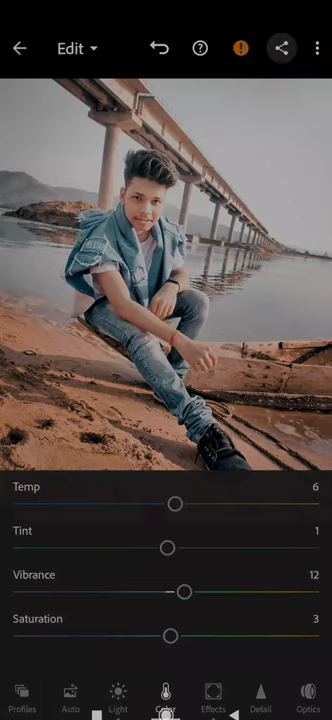 Edit
Temp 6
Tint 1
Vibrance 12
Saturation 3
Profiles Auto Light Color Effects Detail Optics